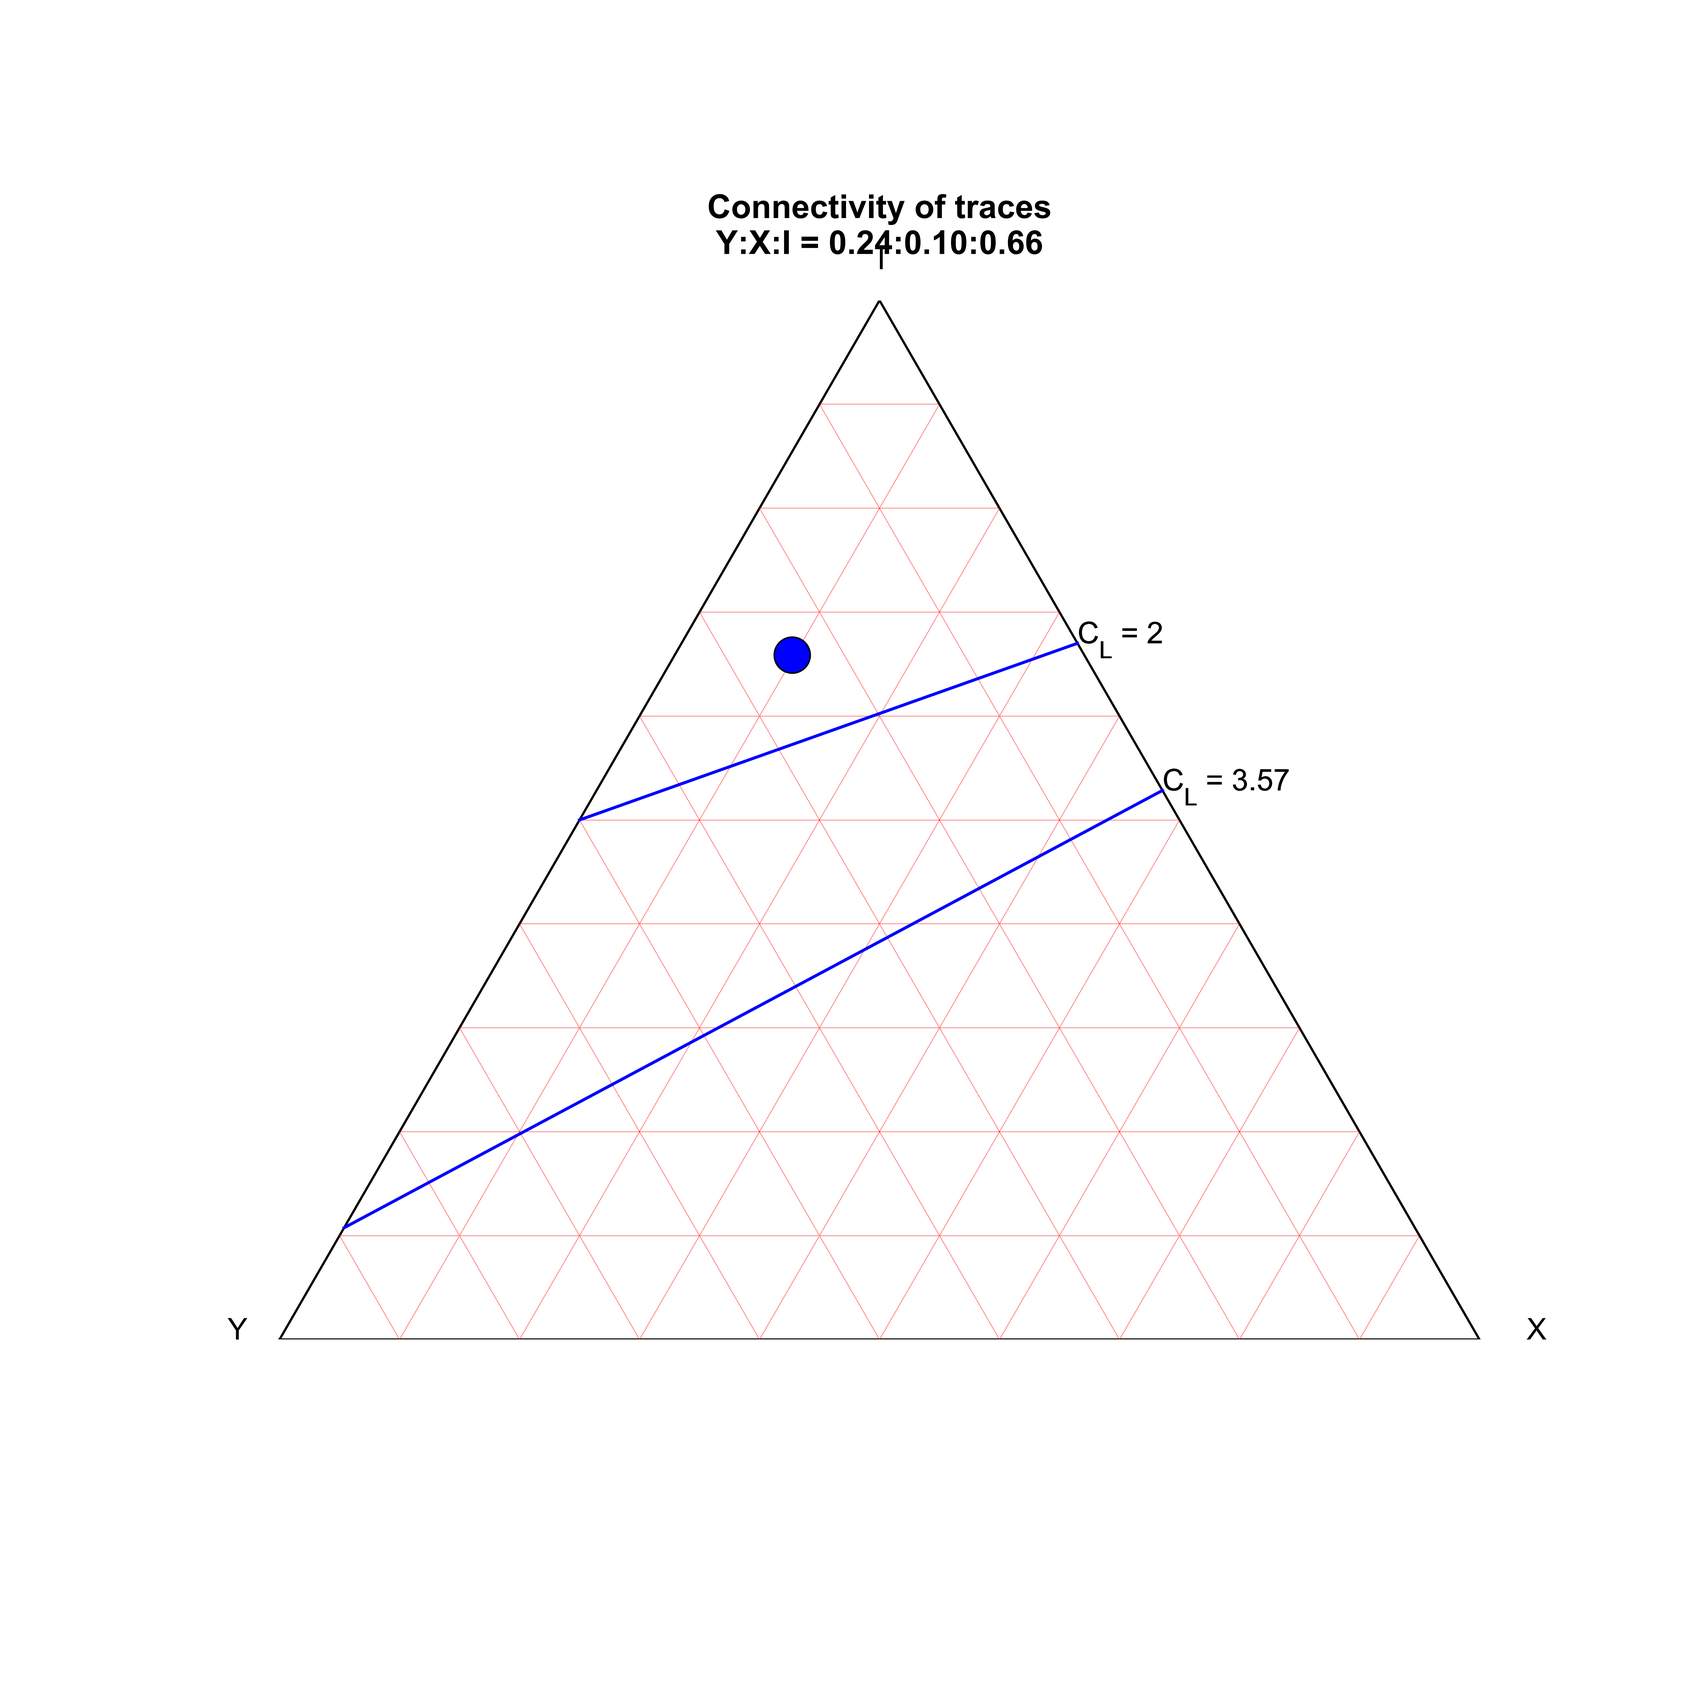 Connectivity of traces
Y:X:I = 0.24:0.10:0.66
I
C_L = 2
C_L = 3.57
Y
X